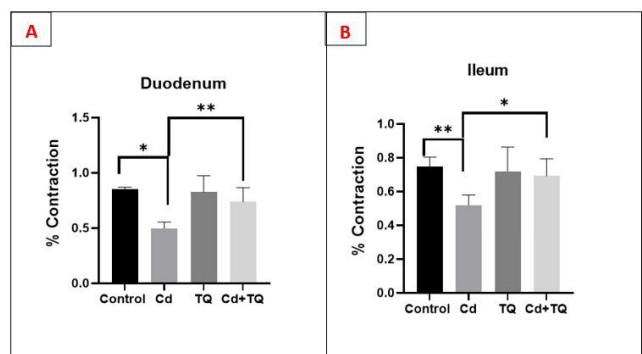 A
Duodenum
**
*
1.5
1.0
0.5
0.0
% Contraction
Control Cd TQ Cd+TQ
B
Ileum
*
**
1.0
0.8
0.6
0.4
0.2
0.0
% Contraction
Control Cd TQ Cd+TQ